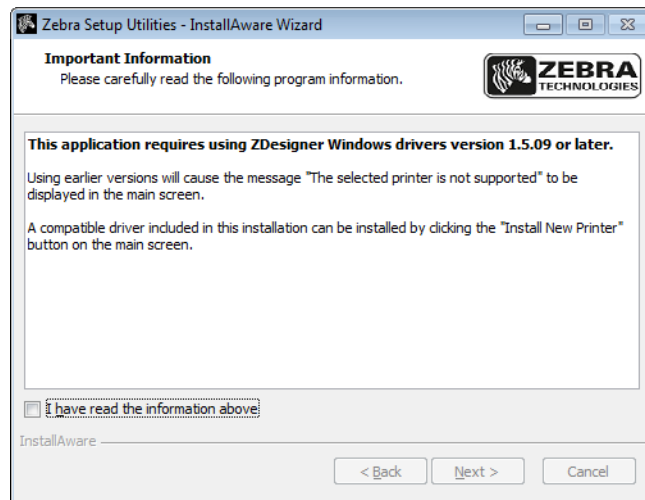 Zebra Setup Utilities - InstallAware Wizard
Important Information
Please carefully read the following program information.
ZEBRA
TECHNOLOGIES
This application requires using ZDesigner Windows drivers version 1.5.09 or later.
Using earlier versions will cause the message "The selected printer is not supported" to be
displayed in the main screen.
A compatible driver included in this installation can be installed by clicking the "Install New Printer"
button on the main screen.
I have read the information above
InstallAware
< Back
Next >
Cancel